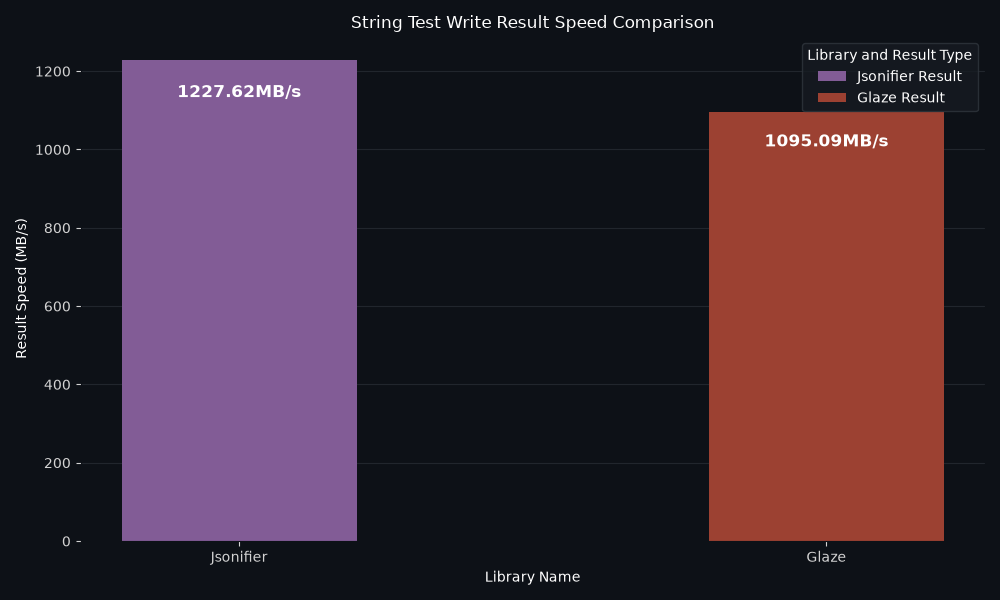 String Test Write Result Speed Comparison
Library and Result Type
Jsonifier Result
Glaze Result
1227.62MB/s
1095.09MB/s
Result Speed (MB/s)
1200
1000
800
600
400
200
0
Jsonifier
Glaze
Library Name